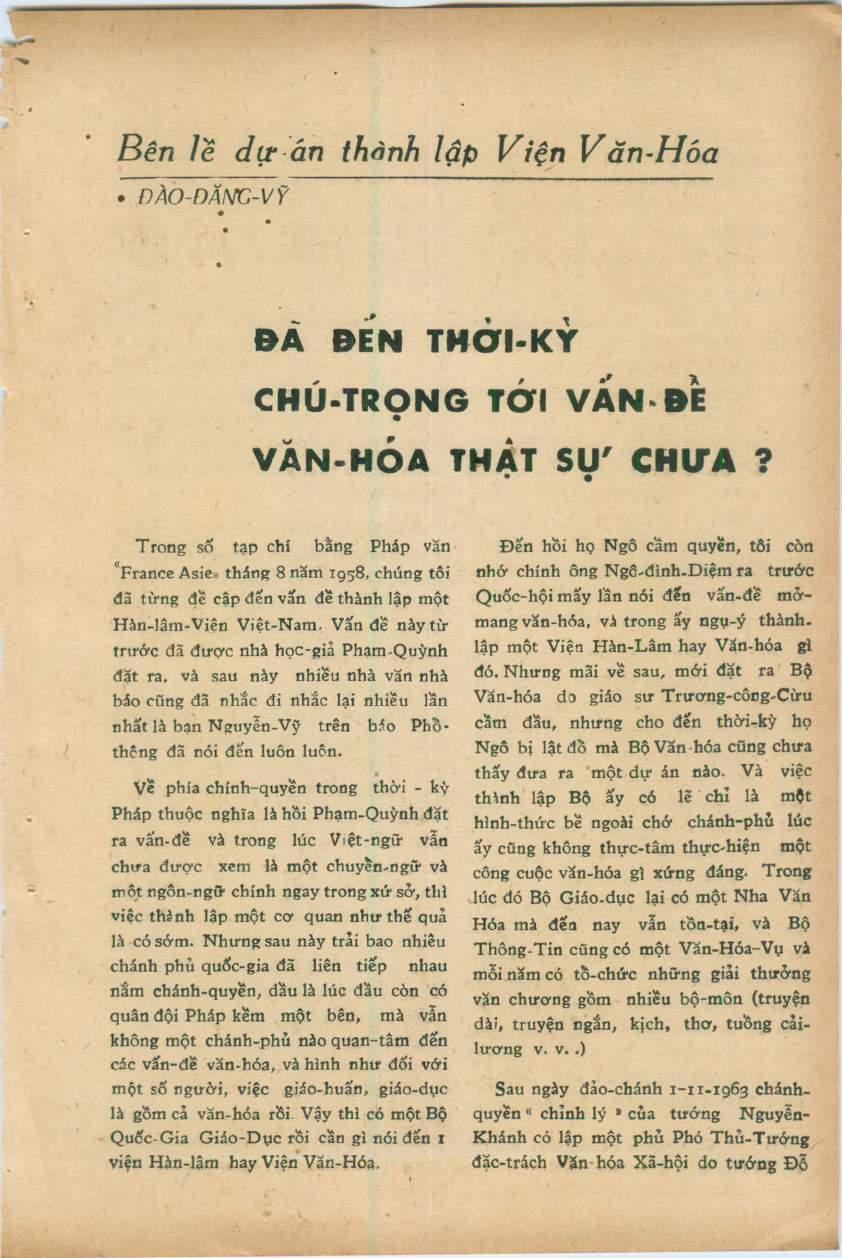 Bên lề dự án thành lập Viện Văn-Hóa
• ĐÀO-ĐĂNG-VỸ
ĐÃ ĐẾN THỜI-KỲ
CHÚ-TRỌNG TỚI VẤN-ĐỀ
VĂN-HÓA THẬT SỰ CHƯA ?
Trong số tạp chí bằng Pháp văn
“France Asie» tháng 8 năm 1958, chúng tôi
đã từng đề cập đến vấn đề thành lập một
Hàn-lâm-Viện Việt-Nam. Vấn đề này từ
trước đã được nhà học-giả Phạm-Quỳnh
đặt ra, và sau này nhiều nhà văn nhà
báo cũng đã nhắc đi nhắc lại nhiều lần
nhất là bạn Nguyễn-Vỹ trên báo Phổ-
thông đã nói đến luôn luôn.
Về phía chính-quyền trong thời - kỳ
Pháp thuộc nghĩa là hồi Phạm-Quỳnh đặt
ra vấn-đề và trong lúc Việt-ngữ vẫn
chưa được xem là một chuyền-ngữ và
một ngôn-ngữ chính ngay trong xứ sở, thì
việc thành lập một cơ quan như thế quả
là có sớm. Nhưng sau này trải bao nhiêu
chánh phủ quốc-gia đã liên tiếp nhau
nắm chánh-quyền, dầu là lúc đầu còn có
quân đội Pháp kềm một bên, mà vẫn
không một chánh-phủ nào quan-tâm đến
các vấn-đề văn-hóa, và hình như đối với
một số người, việc giáo-huấn, giáo-dục
là gồm cả văn-hóa rồi. Vậy thì có một Bộ
Quốc-Gia Giáo-Dục rồi cần gì nói đến 1
viện Hàn-lâm hay Viện Văn-Hóa.
Đến hồi họ Ngô cầm quyền, tôi còn
nhớ chính ông Ngô-đình-Diệm ra trước
Quốc-hội mấy lần nói đến vấn-đề mở-
mang văn-hóa, và trong ấy ngụ-ý thành-
lập một Viện Hàn-Lâm hay Văn-hóa gì
đó. Nhưng mãi về sau, mới đặt ra Bộ
Văn-hóa do giáo sư Trương-công-Cừu
cầm đầu, nhưng cho đến thời-kỳ họ
Ngô bị lật đổ mà Bộ Văn-hóa cũng chưa
thấy đưa ra một dự án nào. Và việc
thành lập Bộ ấy có lẽ chỉ là một
hình-thức bề ngoài chớ chánh-phủ lúc
ấy cũng không thực-tâm thực-hiện một
công cuộc văn-hóa gì xứng đáng. Trong
lúc đó Bộ Giáo-dục lại có một Nha Văn
Hóa mà đến nay vẫn tồn-tại, và Bộ
Thông-Tin cũng có một Văn-Hóa-Vụ và
mỗi năm có tổ-chức những giải thưởng
văn chương gồm nhiều bộ-môn (truyện
dài, truyện ngắn, kịch, thơ, tuồng cải-
lương v. v. .)
Sau ngày đảo-chánh 1-11-1963 chánh-
quyền « chỉnh lý » của tướng Nguyễn-
Khánh có lập một phủ Phó Thủ-Tướng
đặc-trách Văn-hóa Xã-hội do tướng Đỗ